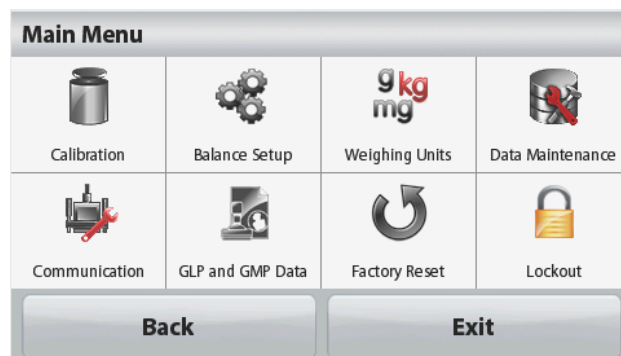 Main Menu
g kg
mg
Calibration
Balance Setup
Weighing Units
Data Maintenance
Communication
GLP and GMP Data
Factory Reset
Lockout
Back
Exit